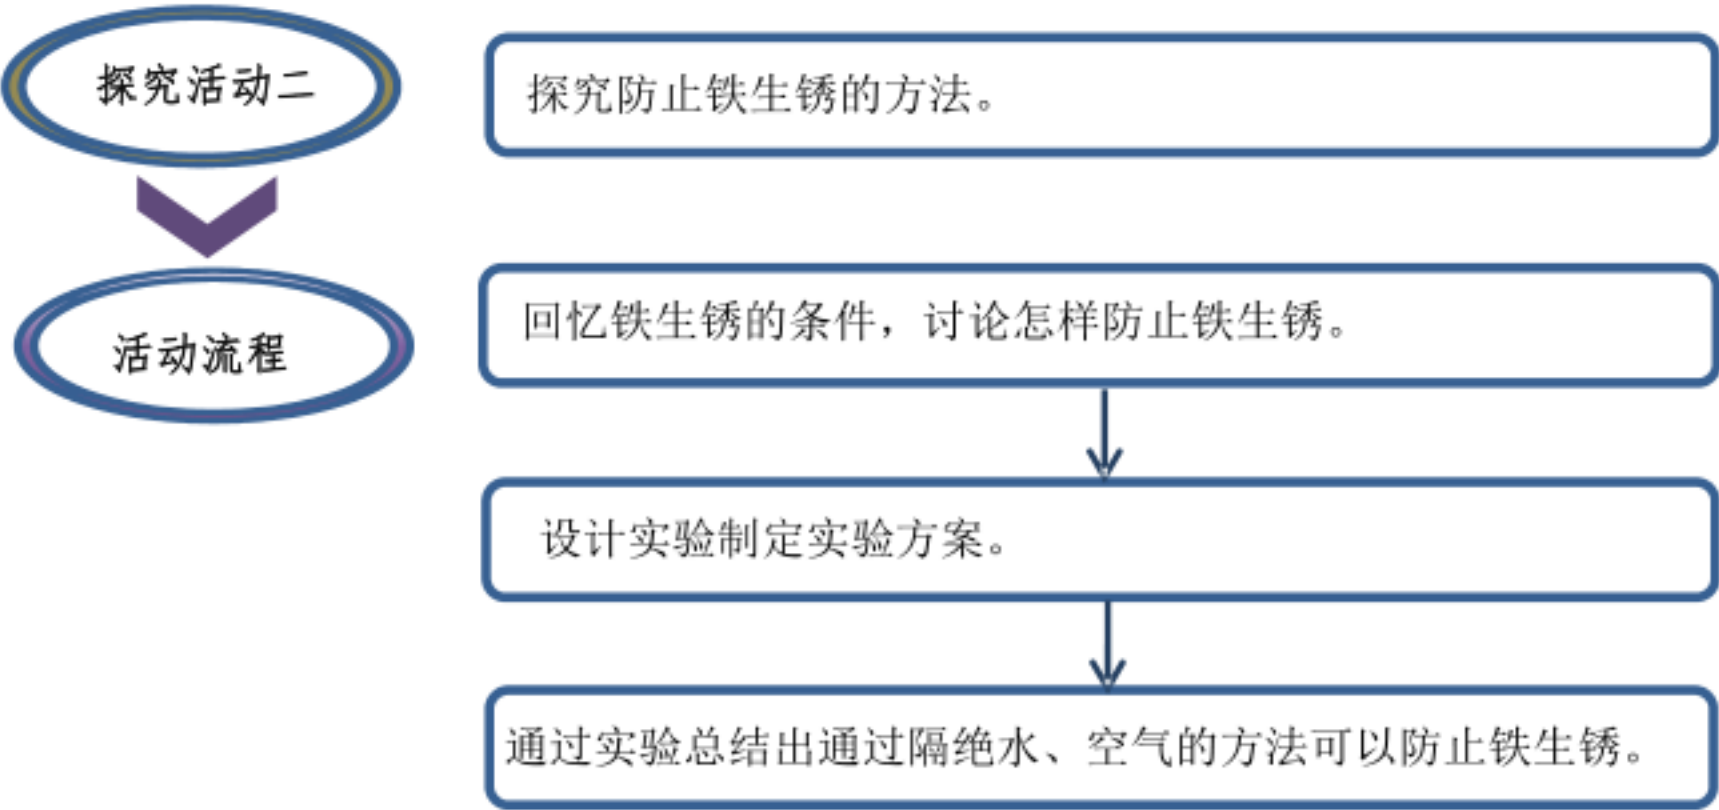 探究活动二
探究防止铁生锈的方法。
活动流程
回忆铁生锈的条件，讨论怎样防止铁生锈。
设计实验制定实验方案。
通过实验总结出通过隔绝水、空气的方法可以防止铁生锈。